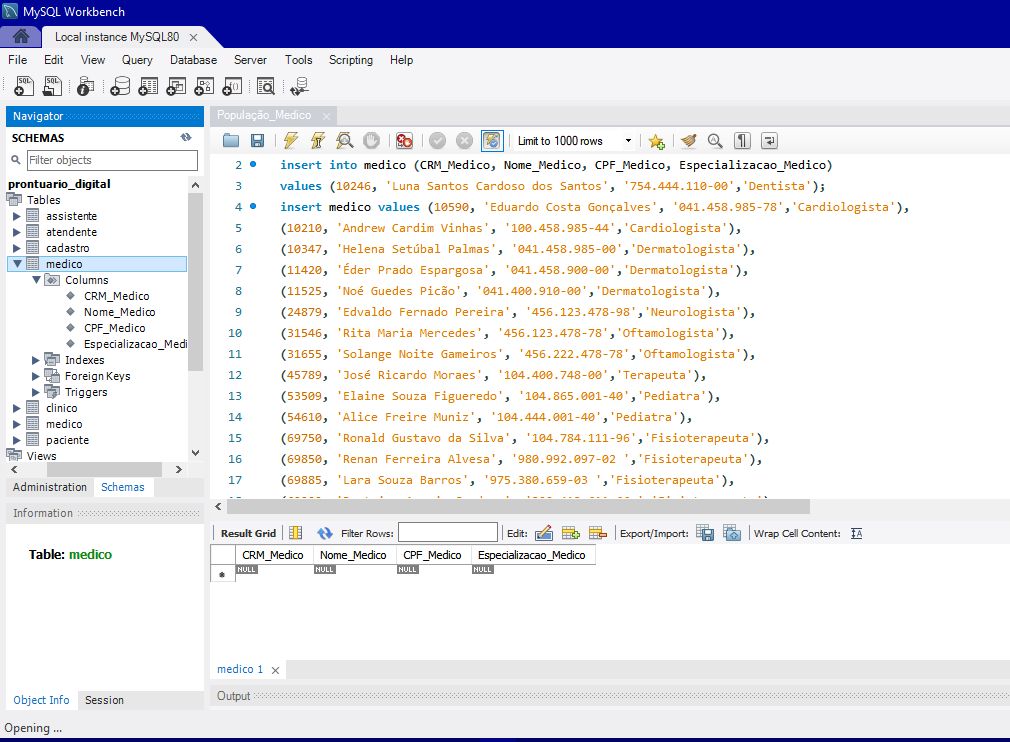 MySQL Workbench
Local instance MySQL80
File Edit View Query Database Server Tools Scripting Help
Navigator
SCHEMAS
Filter objects
prontuario_digital
Tables
assistente
atendente
cadastro
medico
Columns
CRM_Medico
Nome_Medico
CPF_Medico
Especializacao_Medi
Indexes
Foreign Keys
Triggers
clinico
medico
paciente
Views
Administration Schemas
Information
Table: medico
Object Info Session
Opening ...
População_Medico
Limit to 1000 rows
2 insert into medico (CRM_Medico, Nome_Medico, CPF_Medico, Especializacao_Medico)
3 values (10246, 'Luna Santos Cardoso dos Santos', '754.444.110-00','Dentista');
4 insert medico values (10590, 'Eduardo Costa Gonçalves', '041.458.985-78','Cardiologista'),
5 (10210, 'Andrew Cardim Vinhas', '100.458.985-44','Cardiologista'),
6 (10347, 'Helena Setúbal Palmas', '041.458.985-00','Dermatologista'),
7 (11420, 'Éder Prado Espargosa', '041.458.900-00','Dermatologista'),
8 (11525, 'Noé Guedes Picão', '041.400.910-00','Dermatologista'),
9 (24879, 'Edvaldo Fernado Pereira', '456.123.478-98','Neurologista'),
10 (31546, 'Rita Maria Mercedes', '456.123.478-78','Oftamologista'),
11 (31655, 'Solange Noite Gameiros', '456.222.478-78','Oftamologista'),
12 (45789, 'José Ricardo Moraes', '104.400.748-00','Terapeuta'),
13 (53509, 'Elaine Souza Figueredo', '104.865.001-40','Pediatra'),
14 (54610, 'Alice Freire Muniz', '104.444.001-40','Pediatra'),
15 (69750, 'Ronald Gustavo da Silva', '104.784.111-96','Fisioterapeuta'),
16 (69850, 'Renan Ferreira Alvesa', '980.992.097-02 ','Fisioterapeuta'),
17 (69885, 'Lara Souza Barros', '975.380.659-03 ','Fisioterapeuta'),
Result Grid Filter Rows: Edit: Export/Import: Wrap Cell Content:
CRM_Medico Nome_Medico CPF_Medico Especializacao_Medico
NULL NULL NULL NULL
medico 1
Output